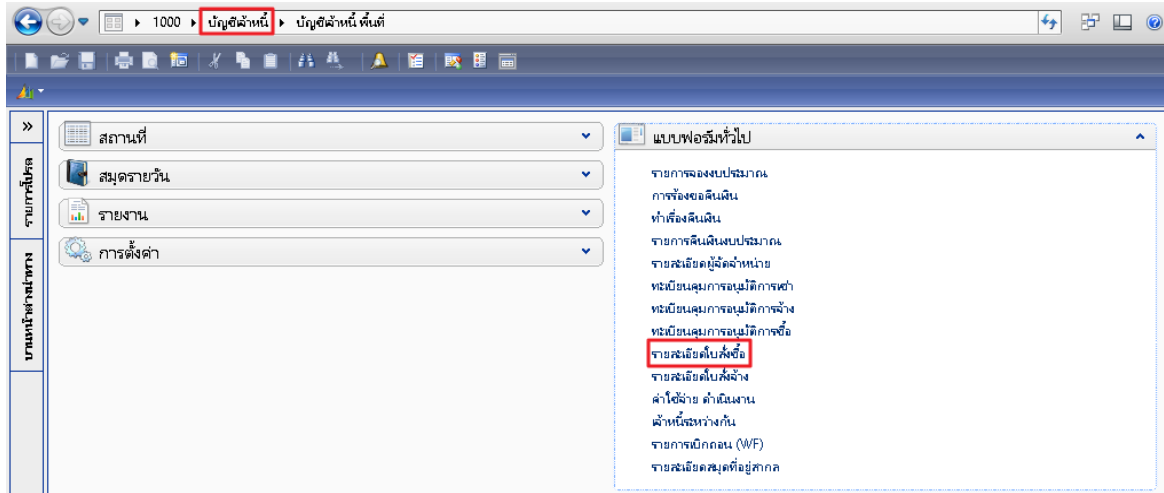 1000 บัญชีเจ้าหนี้ บัญชีเจ้าหนี้ พื้นที่
รายการโปรด
บานหน้าต่างนำทาง
สถานที่
สมุดรายวัน
รายงาน
การตั้งค่า
แบบฟอร์มทั่วไป
รายการจองงบประมาณ
การร้องขอคืนเงิน
ทำเรื่องคืนเงิน
รายการคืนเงินงบประมาณ
รายละเอียดผู้จัดจำหน่าย
ทะเบียนคุมการอนุมัติการเช่า
ทะเบียนคุมการอนุมัติการจ้าง
ทะเบียนคุมการอนุมัติการซื้อ
รายละเอียดใบสั่งซื้อ
รายละเอียดใบสั่งจ้าง
ค่าใช้จ่าย ดำเนินงาน
เจ้าหนี้ระหว่างกัน
รายการเบิกถอน (WF)
รายละเอียดสมุดที่อยู่สากล